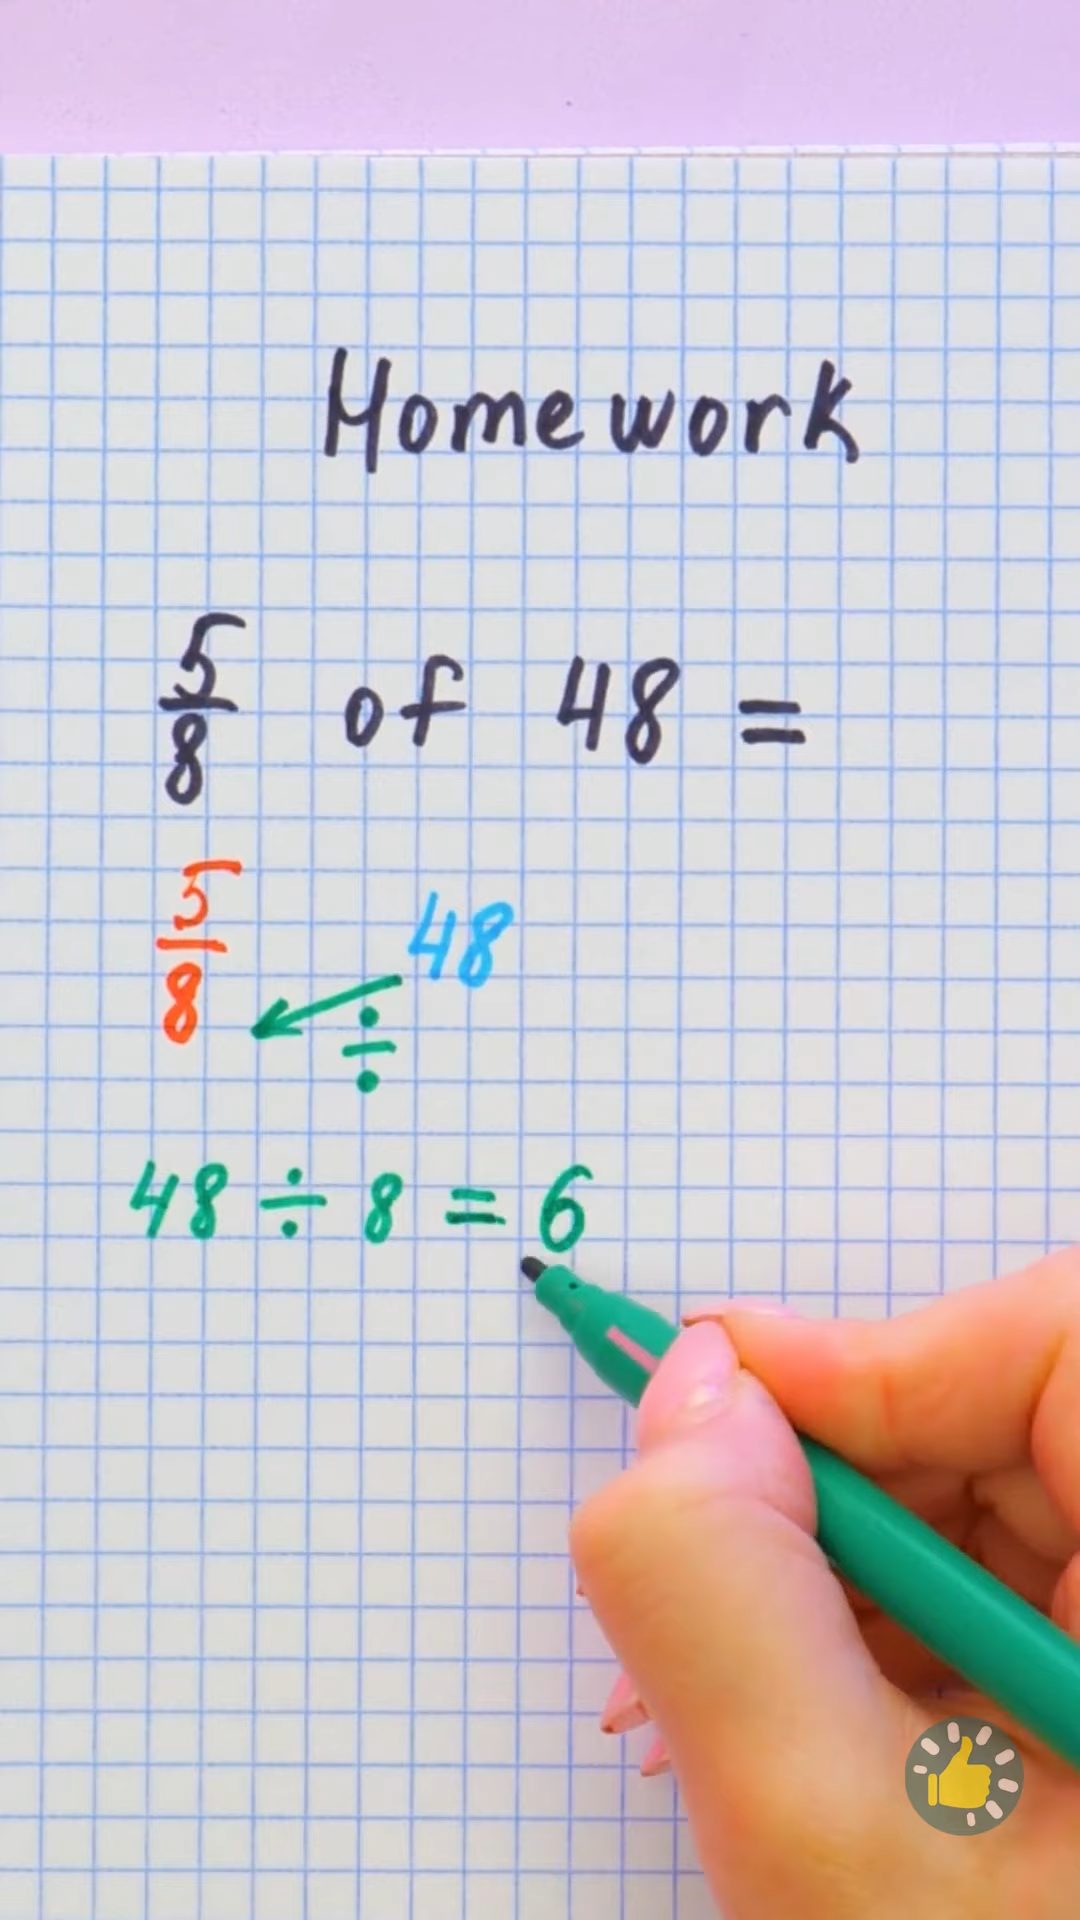 Homework
5/8 of 48 =
5/8 48
÷
48 ÷ 8 = 6